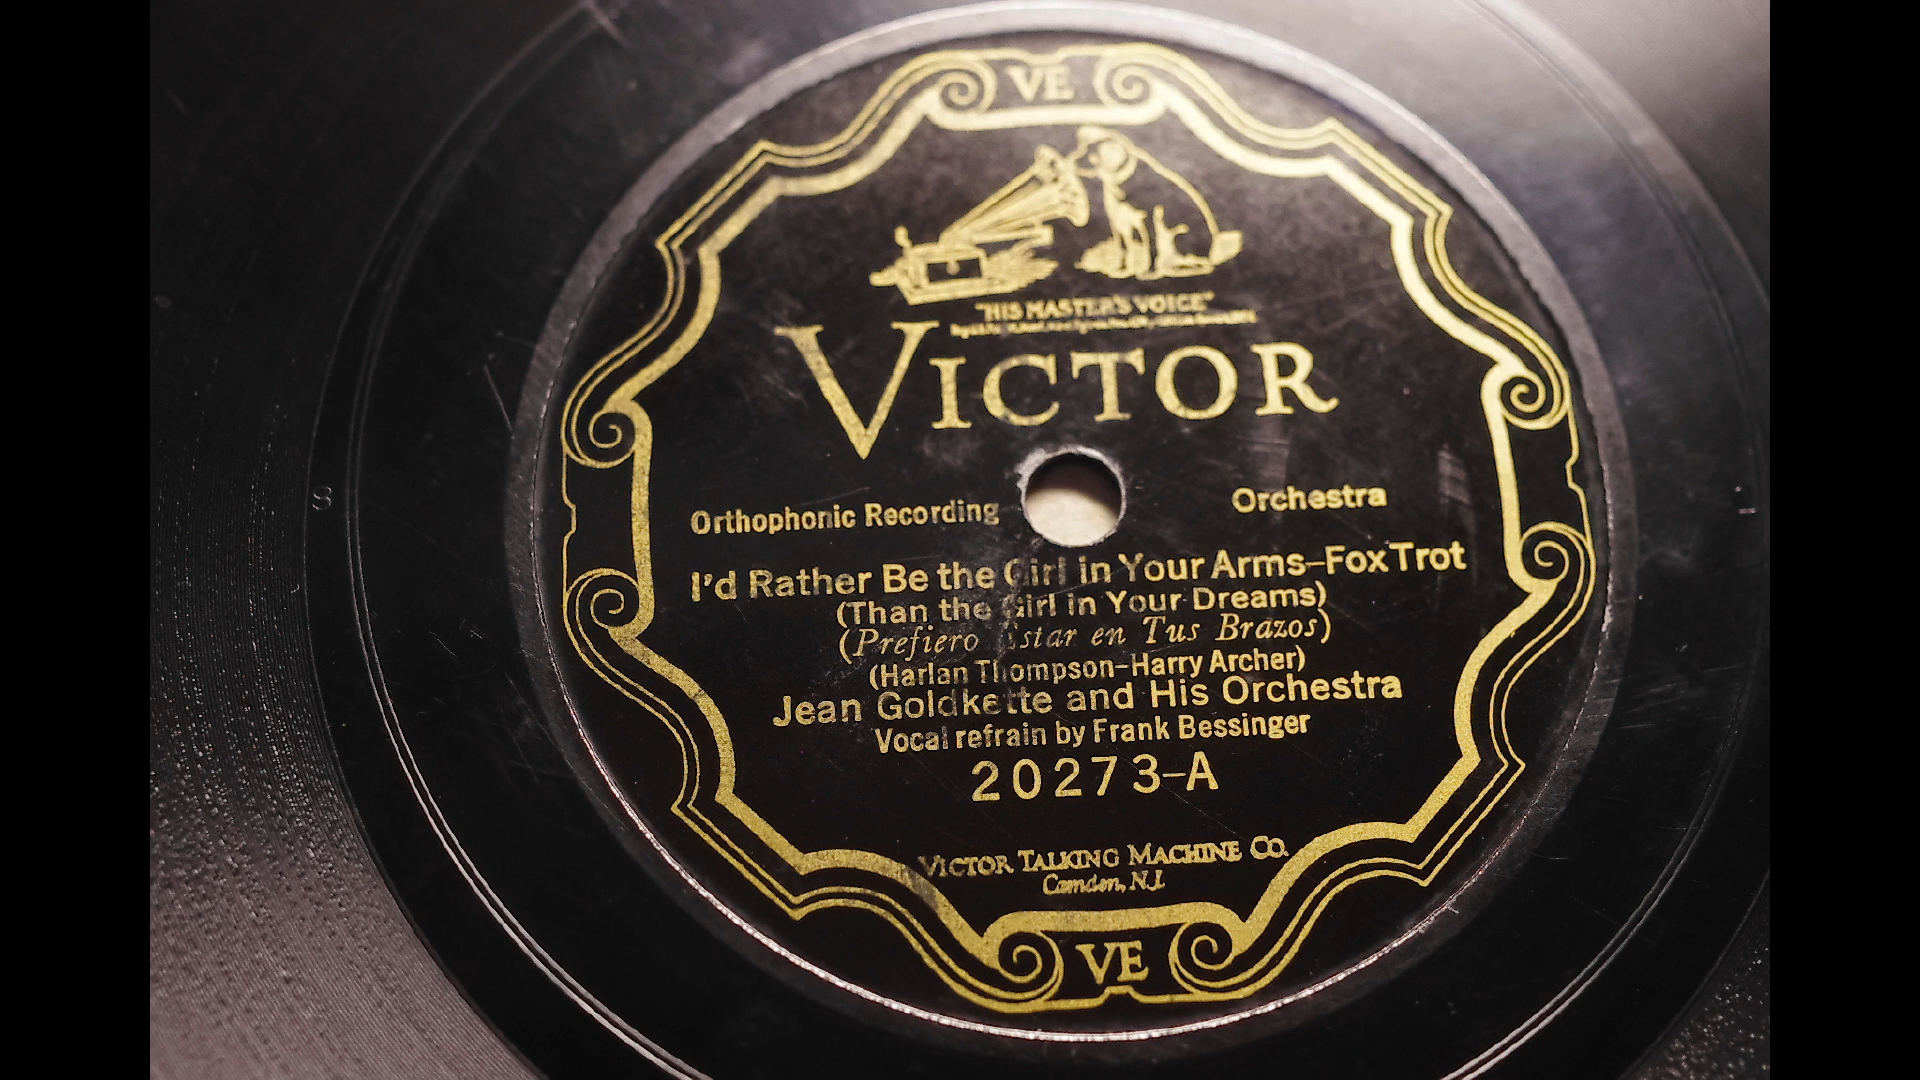 VE
"HIS MASTER'S VOICE"
VICTOR
Orthophonic Recording
Orchestra
I'd Rather Be the Girl in Your Arms–Fox Trot
(Than the Girl in Your Dreams)
(Prefiero Estar en Tus Brazos)
(Harlan Thompson–Harry Archer)
Jean Goldkette and His Orchestra
Vocal refrain by Frank Bessinger
20273–A
VICTOR TALKING MACHINE CO.
Camden, N.J.
VE
8